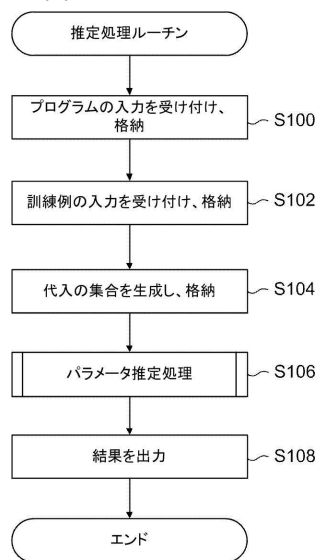 推定処理ルーチン
プログラムの入力を受け付け、
格納
S100
訓練例の入力を受け付け、格納
S102
代入の集合を生成し、格納
S104
パラメータ推定処理
S106
結果を出力
S108
エンド